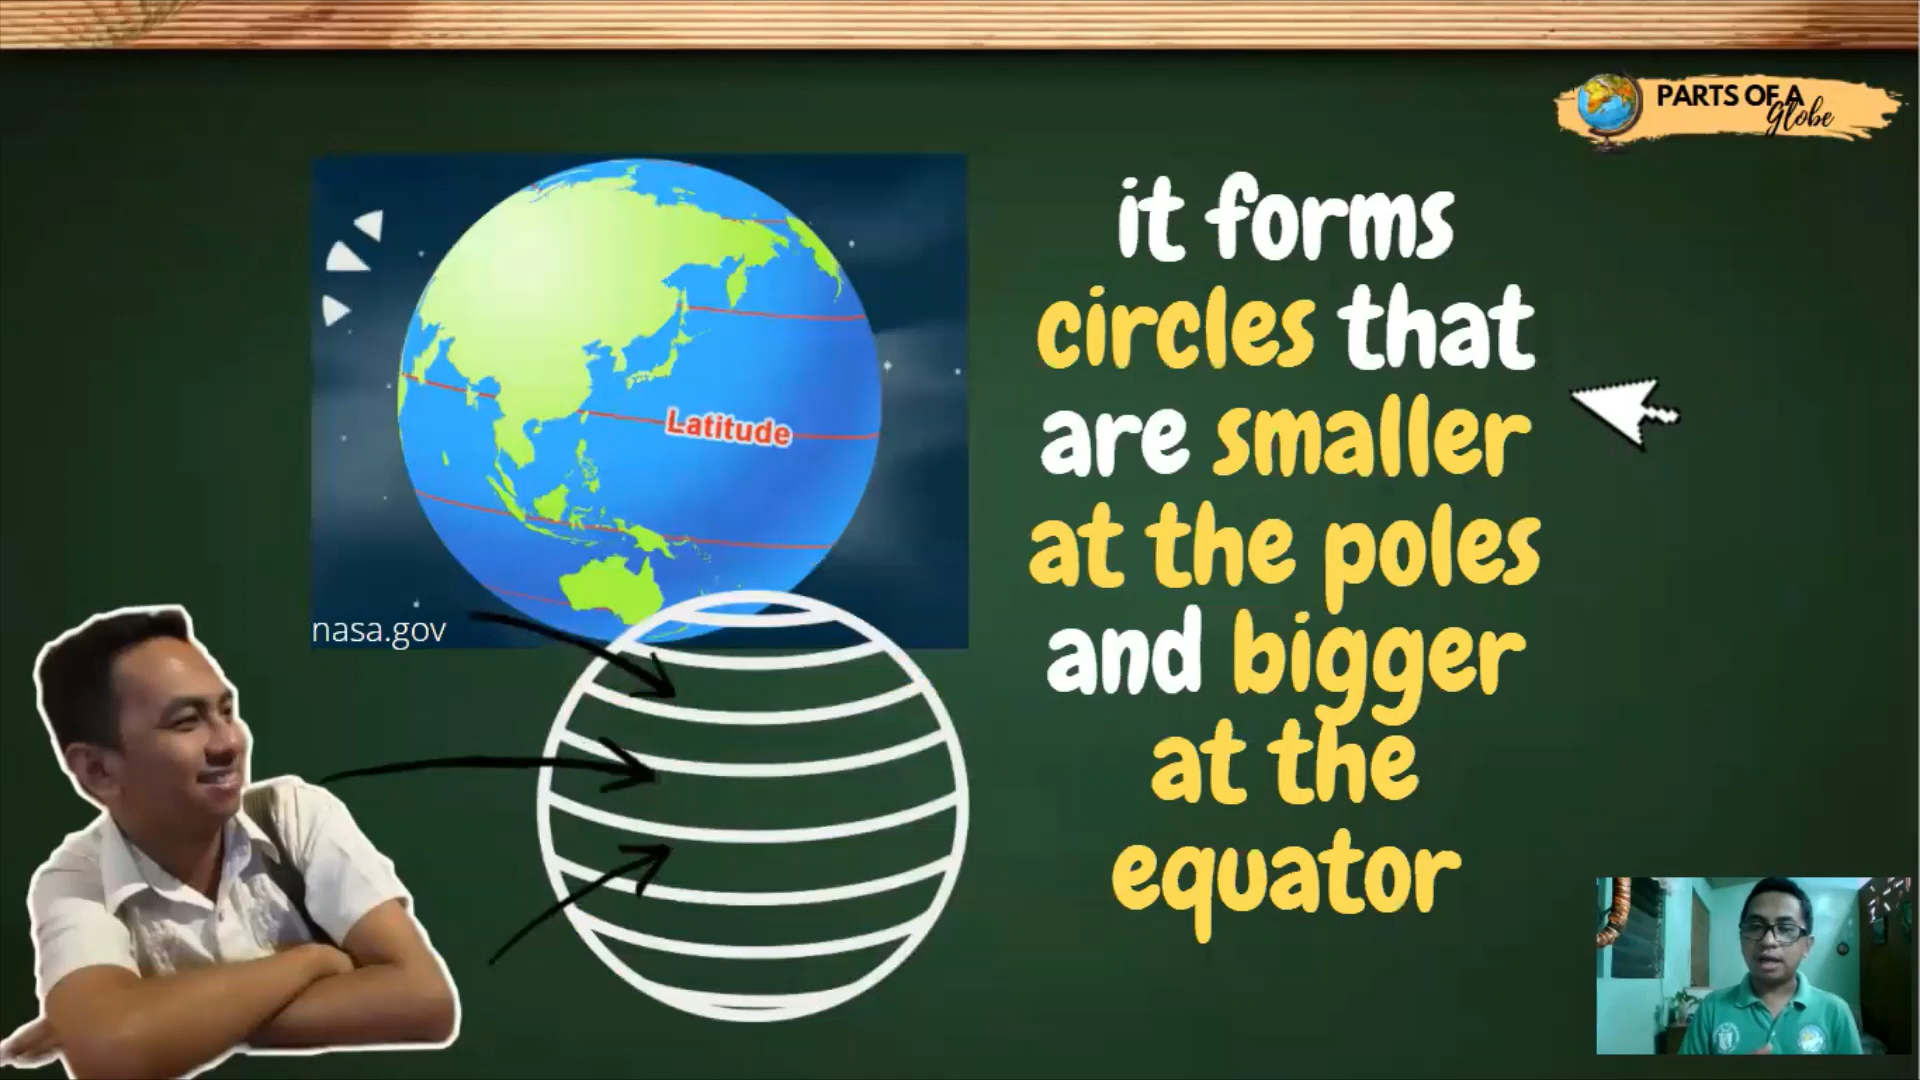 PARTS OF A
Globe
it forms
circles that
are smaller
at the poles
and bigger
at the
equator
Latitude
nasa.gov